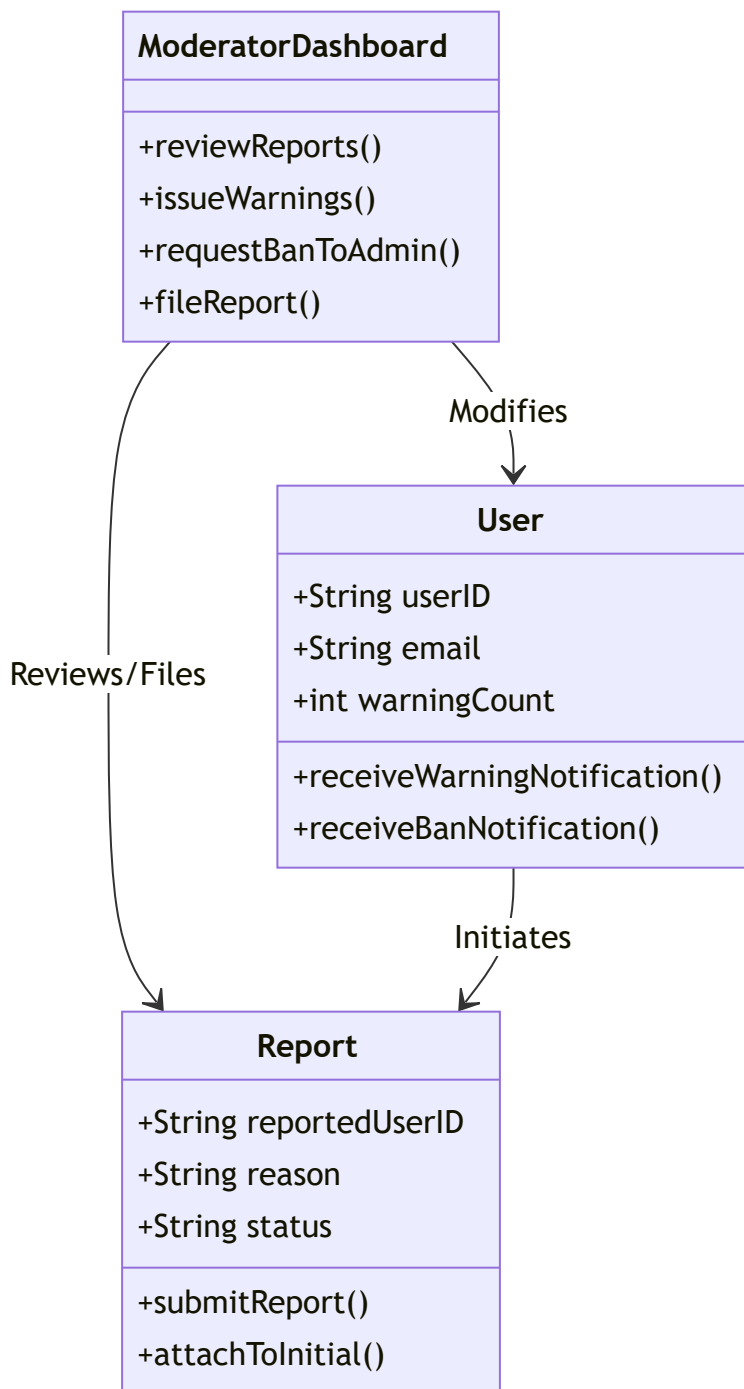 ModeratorDashboard
+reviewReports()
+issueWarnings()
+requestBanToAdmin()
+fileReport()
Modifies
User
+String userID
+String email
+int warningCount
+receiveWarningNotification()
+receiveBanNotification()
Reviews/Files
Initiates
Report
+String reportedUserID
+String reason
+String status
+submitReport()
+attachToInitial()